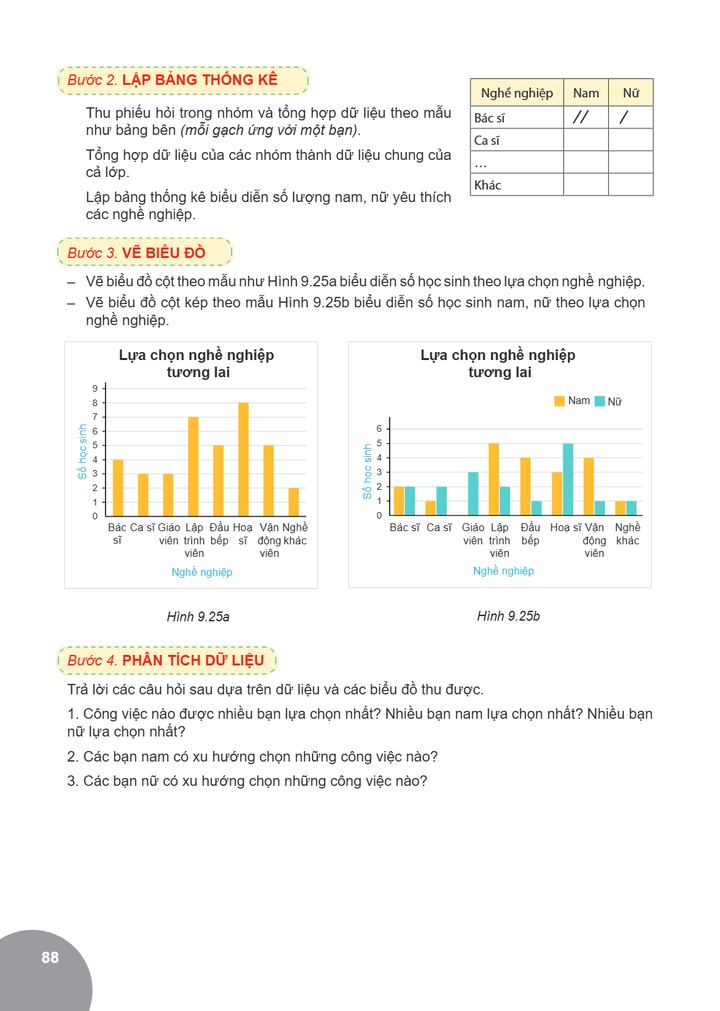 Bước 2. LẬP BẢNG THỐNG KÊ
Thu phiếu hỏi trong nhóm và tổng hợp dữ liệu theo mẫu
như bảng bên (mỗi gạch ứng với một bạn).
Tổng hợp dữ liệu của các nhóm thành dữ liệu chung của
cả lớp.
Lập bảng thống kê biểu diễn số lượng nam, nữ yêu thích
các nghề nghiệp.
Nghề nghiệp Nam Nữ
Bác sĩ // /
Ca sĩ
...
Khác
Bước 3. VẼ BIỂU ĐỒ
– Vẽ biểu đồ cột theo mẫu như Hình 9.25a biểu diễn số học sinh theo lựa chọn nghề nghiệp.
– Vẽ biểu đồ cột kép theo mẫu Hình 9.25b biểu diễn số học sinh nam, nữ theo lựa chọn
nghề nghiệp.
Lựa chọn nghề nghiệp
tương lai
9
8
7
6
5
4
3
2
1
0
Số học sinh
Bác Ca sĩ Giáo Lập Đầu Hoạ Vận Nghề
sĩ viên trình bếp sĩ động khác
viên viên
Nghề nghiệp
Hình 9.25a
Lựa chọn nghề nghiệp
tương lai
Nam Nữ
6
5
4
3
2
1
0
Số học sinh
Bác sĩ Ca sĩ Giáo Lập Đầu Hoạ sĩ Vận Nghề
viên trình bếp động khác
viên viên
Nghề nghiệp
Hình 9.25b
Bước 4. PHÂN TÍCH DỮ LIỆU
Trả lời các câu hỏi sau dựa trên dữ liệu và các biểu đồ thu được.
1. Công việc nào được nhiều bạn lựa chọn nhất? Nhiều bạn nam lựa chọn nhất? Nhiều bạn
nữ lựa chọn nhất?
2. Các bạn nam có xu hướng chọn những công việc nào?
3. Các bạn nữ có xu hướng chọn những công việc nào?
88